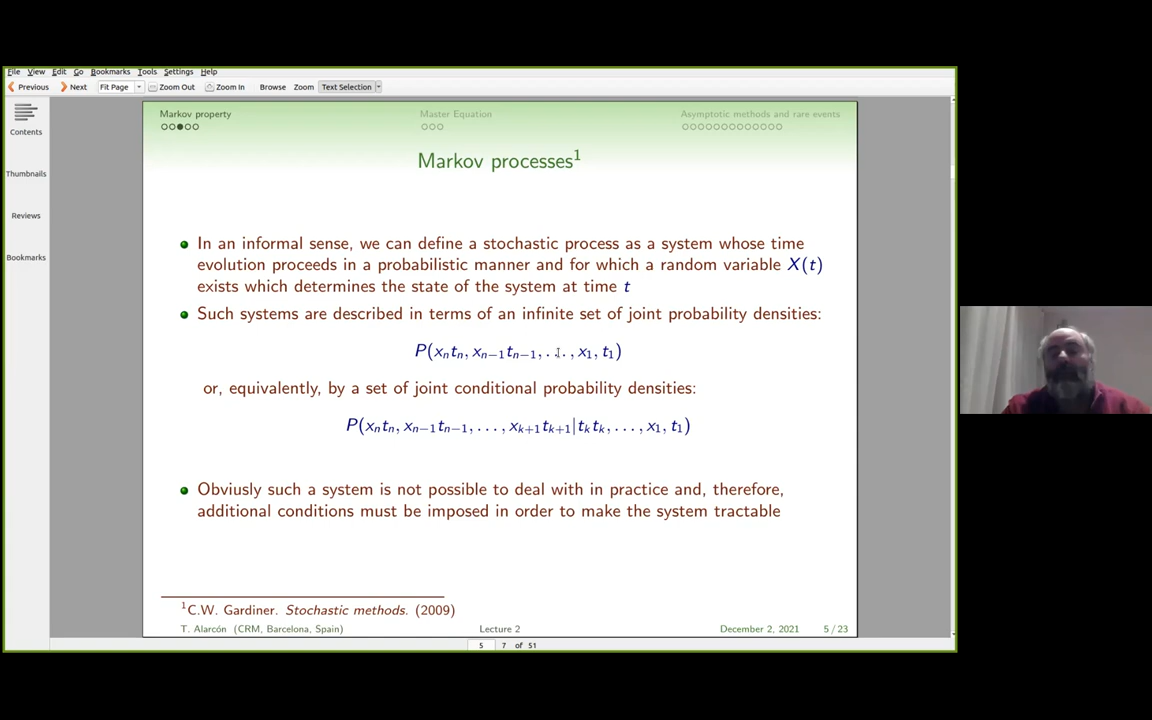 File View Edit Go Bookmarks Tools Settings Help
Previous Next Fit Page Zoom Out Zoom In Browse Zoom Text Selection
Contents
Thumbnails
Reviews
Bookmarks
Markov property Master Equation Asymptotic methods and rare events
Markov processes¹
In an informal sense, we can define a stochastic process as a system whose time
evolution proceeds in a probabilistic manner and for which a random variable X(t)
exists which determines the state of the system at time t
Such systems are described in terms of an infinite set of joint probability densities:
P(xₙtₙ, xₙ₋₁tₙ₋₁, . . . , x₁, t₁)
or, equivalently, by a set of joint conditional probability densities:
P(xₙtₙ, xₙ₋₁tₙ₋₁, . . . , xₖ₊₁tₖ₊₁|tₖtₖ, . . . , x₁, t₁)
Obviusly such a system is not possible to deal with in practice and, therefore,
additional conditions must be imposed in order to make the system tractable
¹C.W. Gardiner. Stochastic methods. (2009)
T. Alarcón (CRM, Barcelona, Spain) Lecture 2 December 2, 2021 5 / 23
5 7 of 51